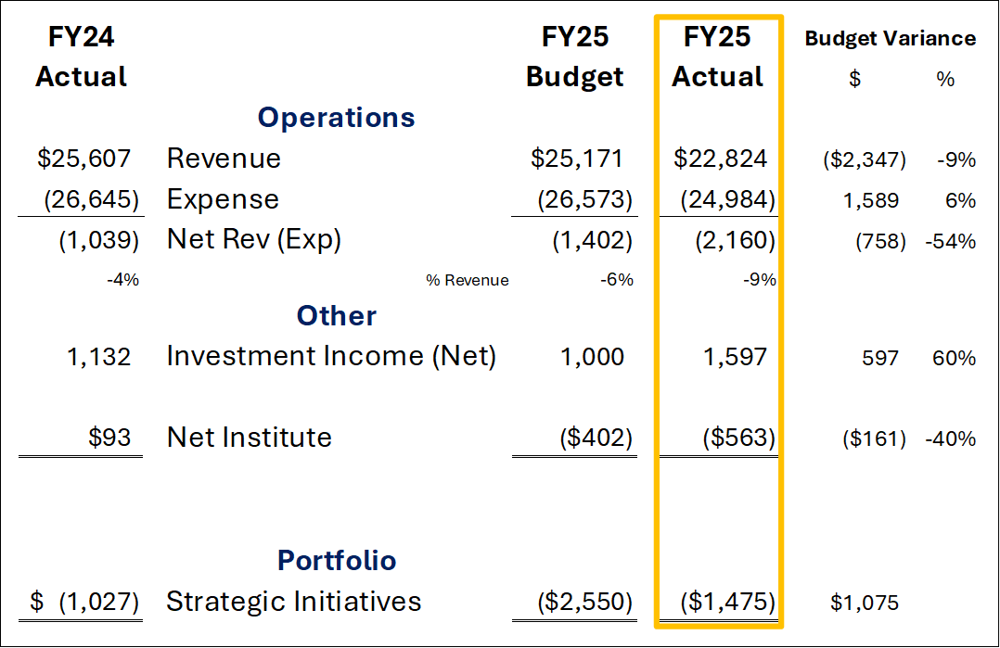 FY24 FY25 FY25 Budget Variance
Actual Budget Actual $ %
Operations
$25,607 Revenue $25,171 $22,824 ($2,347) -9%
(26,645) Expense (26,573) (24,984) 1,589 6%
(1,039) Net Rev (Exp) (1,402) (2,160) (758) -54%
-4% % Revenue -6% -9%
Other
1,132 Investment Income (Net) 1,000 1,597 597 60%
$93 Net Institute ($402) ($563) ($161) -40%
Portfolio
$ (1,027) Strategic Initiatives ($2,550) ($1,475) $1,075